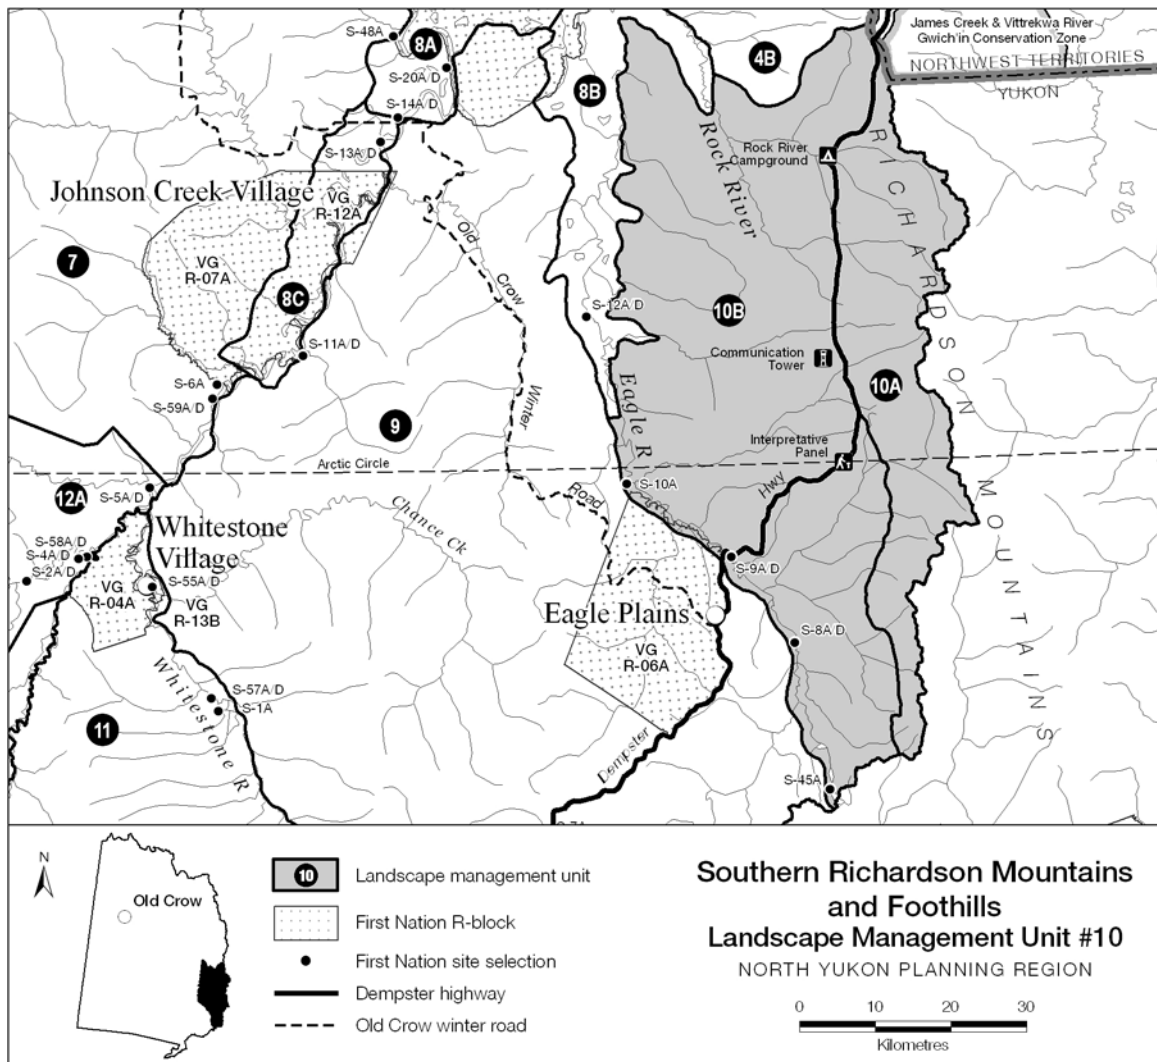 S-48A
8A
S-20A/D
S-14A/D
S-13A/D
8B
4B
James Creek & Vittrekwa River
Gwich'in Conservation Zone
NORTHWEST TERRITORIES
YUKON
Rock River
Rock River
Campground
RICHARDSON MOUNTAINS
Johnson Creek Village
VG
R-12A
7
VG
R-07A
8C
Old Crow Winter Road
S-12A/D
10B
S-11A/D
Communication
Tower
10A
S-6A
S-59A/D
9
Eagle R
Interpretative
Panel
Arctic Circle
12A
S-5A/D
S-10A
Hwy
Chance Ck
Whitestone
Village
S-58A/D
S-4A/D
S-2A/D
VG
R-04A
S-55A/D
VG
R-13B
S-9A/D
Eagle Plains
S-8A/D
VG
R-06A
Whitestone R
S-57A/D
S-1A
11
Dempster
S-45A
N
Old Crow
10
Landscape management unit
First Nation R-block
First Nation site selection
Dempster highway
Old Crow winter road
Southern Richardson Mountains
and Foothills
Landscape Management Unit #10
NORTH YUKON PLANNING REGION
0 10 20 30
Kilometres